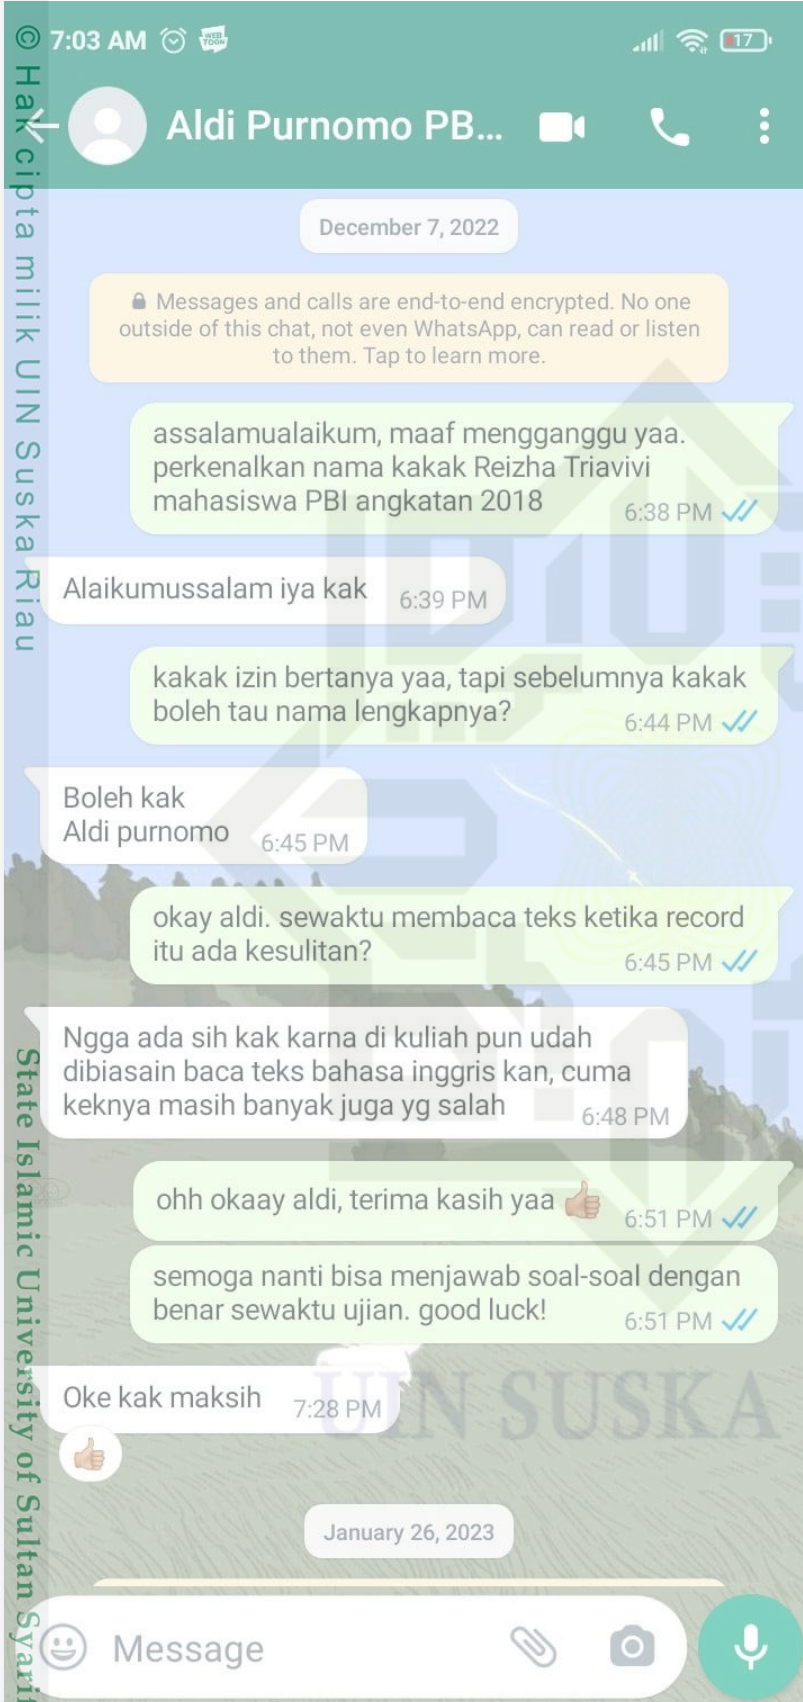 © Hak cipta milik UIN Suska Riau
State Islamic University of Sultan Syarif
7:03 AM
WEB
TOON
17
Aldi Purnomo PB...
December 7, 2022
Messages and calls are end-to-end encrypted. No one
outside of this chat, not even WhatsApp, can read or listen
to them. Tap to learn more.
assalamualaikum, maaf mengganggu yaa.
perkenalkan nama kakak Reizha Triavivi
mahasiswa PBI angkatan 2018
6:38 PM
Alaikumussalam iya kak
6:39 PM
kakak izin bertanya yaa, tapi sebelumnya kakak
boleh tau nama lengkapnya?
6:44 PM
Boleh kak
Aldi purnomo
6:45 PM
okay aldi. sewaktu membaca teks ketika record
itu ada kesulitan?
6:45 PM
Ngga ada sih kak karna di kuliah pun udah
dibiasain baca teks bahasa inggris kan, cuma
keknya masih banyak juga yg salah
6:48 PM
ohh okaay aldi, terima kasih yaa 👍🏼
6:51 PM
semoga nanti bisa menjawab soal-soal dengan
benar sewaktu ujian. good luck!
6:51 PM
Oke kak maksih
7:28 PM
👍🏼
UIN SUSKA
January 26, 2023
Message